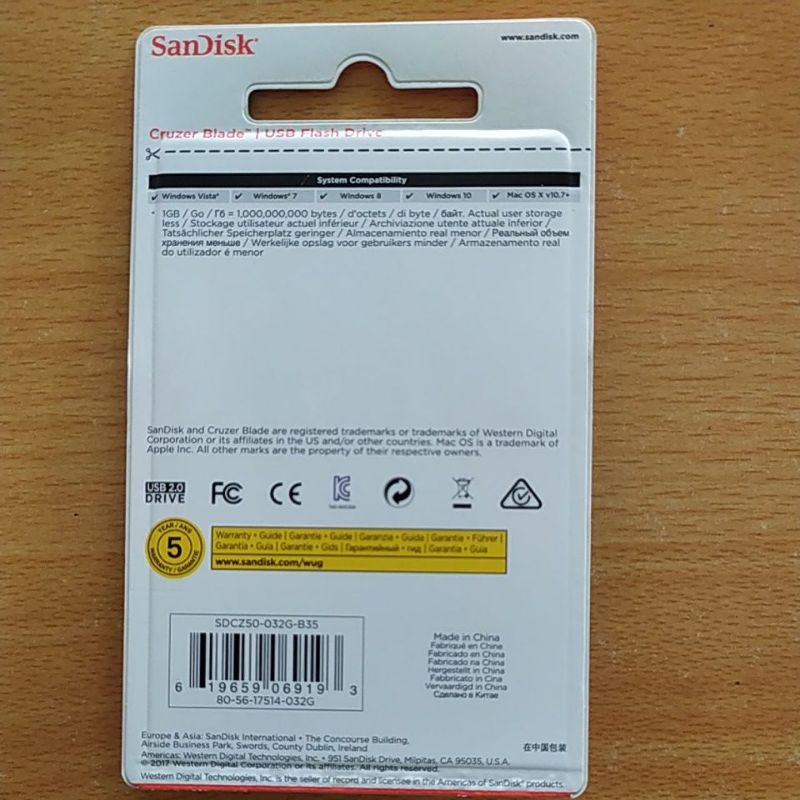 SanDisk®
www.sandisk.com
Cruzer Blade™ | USB Flash Drive
System Compatibility
✓ Windows Vista® ✓ Windows® 7 ✓ Windows 8 ✓ Windows 10 ✓ Mac OS X v10.7+
1GB / Go / Гб = 1,000,000,000 bytes / d'octets / di byte / байт. Actual user storage
less / Stockage utilisateur actuel inférieur / Archiviazione utente attuale inferior /
Tatsächlicher Speicherplatz geringer / Almacenamiento real menor / Реальный объем
хранения меньше / Werkelijke opslag voor gebruikers minder / Armazenamento real
do utilizador é menor
SanDisk and Cruzer Blade are registered trademarks or trademarks of Western Digital
Corporation or its affiliates in the US and/or other countries. Mac OS is a trademark of
Apple Inc. All other marks are the property of their respective owners.
USB 2.0
DRIVE
FC CE
YEAR / ANS
5
WARRANTY / GARANTIE
Warranty • Guide | Garantie • Guide | Garanzia • Guida | Garantie • Führer |
Garantía • Guía | Garantie • Gids | Гарантийный • гид | Garantia • Guia
www.sandisk.com/wug
SDCZ50-032G-B35
6 19659 06919 3
80-56-17514-032G
Made in China
Fabriqué en Chine
Fabricado en China
Fabricado na China
Hergestellt in China
Fabbricato in Cina
Vervaardigd in China
Сделано в Китае
Europe & Asia: SanDisk International • The Concourse Building,
Airside Business Park, Swords, County Dublin, Ireland
在中国包装
Americas: Western Digital Technologies, Inc. • 951 SanDisk Drive, Milpitas, CA 95035, U.S.A.
© 2017 Western Digital Corporation or its affiliates. All rights reserved.
Western Digital Technologies, Inc. is the seller of record and licensee in the Americas of SanDisk® products.